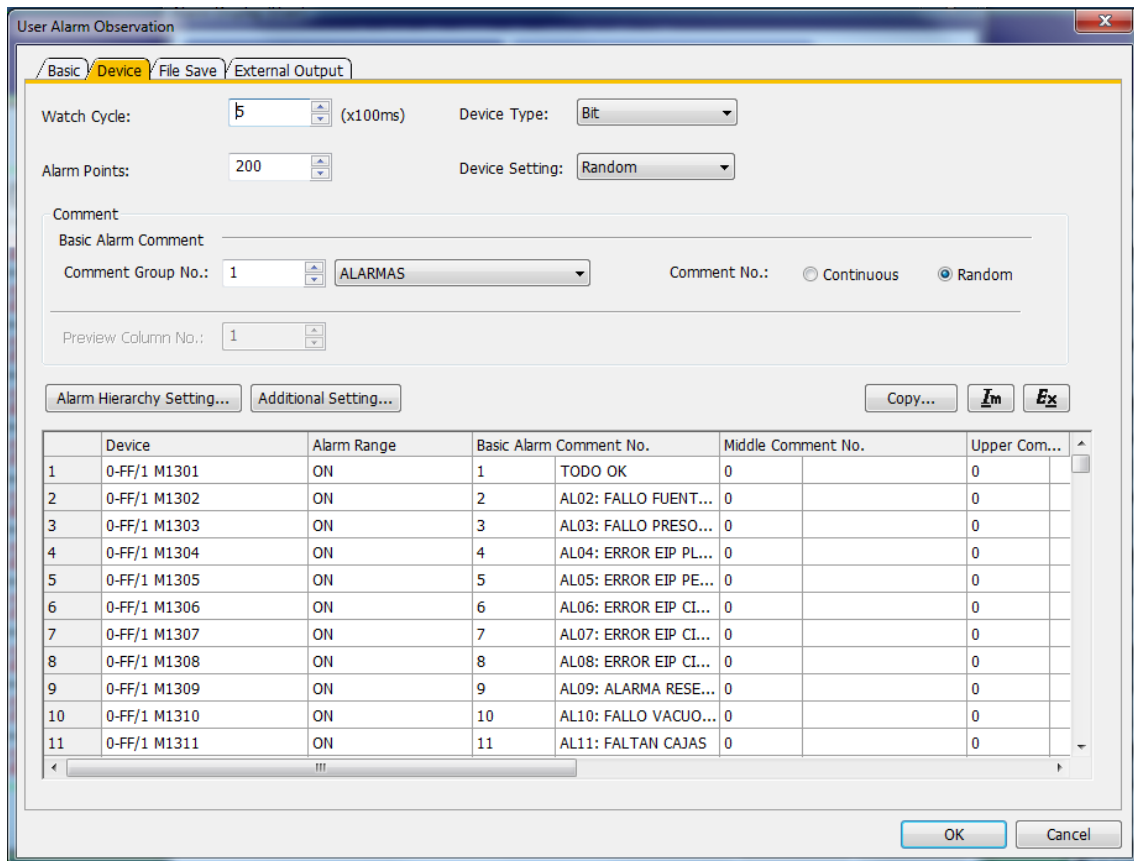 User Alarm Observation
Basic Device File Save External Output
Watch Cycle: 5 (x100ms) Device Type: Bit
Alarm Points: 200 Device Setting: Random
Comment
Basic Alarm Comment
Comment Group No.: 1 ALARMAS Comment No.: Continuous Random
Preview Column No.: 1
Alarm Hierarchy Setting... Additional Setting... Copy... Im Ex
Device Alarm Range Basic Alarm Comment No. Middle Comment No. Upper Com...
1 0-FF/1 M1301 ON 1 TODO OK 0 0
2 0-FF/1 M1302 ON 2 AL02: FALLO FUENT... 0 0
3 0-FF/1 M1303 ON 3 AL03: FALLO PRESO... 0 0
4 0-FF/1 M1304 ON 4 AL04: ERROR EIP PL... 0 0
5 0-FF/1 M1305 ON 5 AL05: ERROR EIP PE... 0 0
6 0-FF/1 M1306 ON 6 AL06: ERROR EIP CI... 0 0
7 0-FF/1 M1307 ON 7 AL07: ERROR EIP CI... 0 0
8 0-FF/1 M1308 ON 8 AL08: ERROR EIP CI... 0 0
9 0-FF/1 M1309 ON 9 AL09: ALARMA RESE... 0 0
10 0-FF/1 M1310 ON 10 AL10: FALLO VACUO... 0 0
11 0-FF/1 M1311 ON 11 AL11: FALTAN CAJAS 0 0
OK Cancel